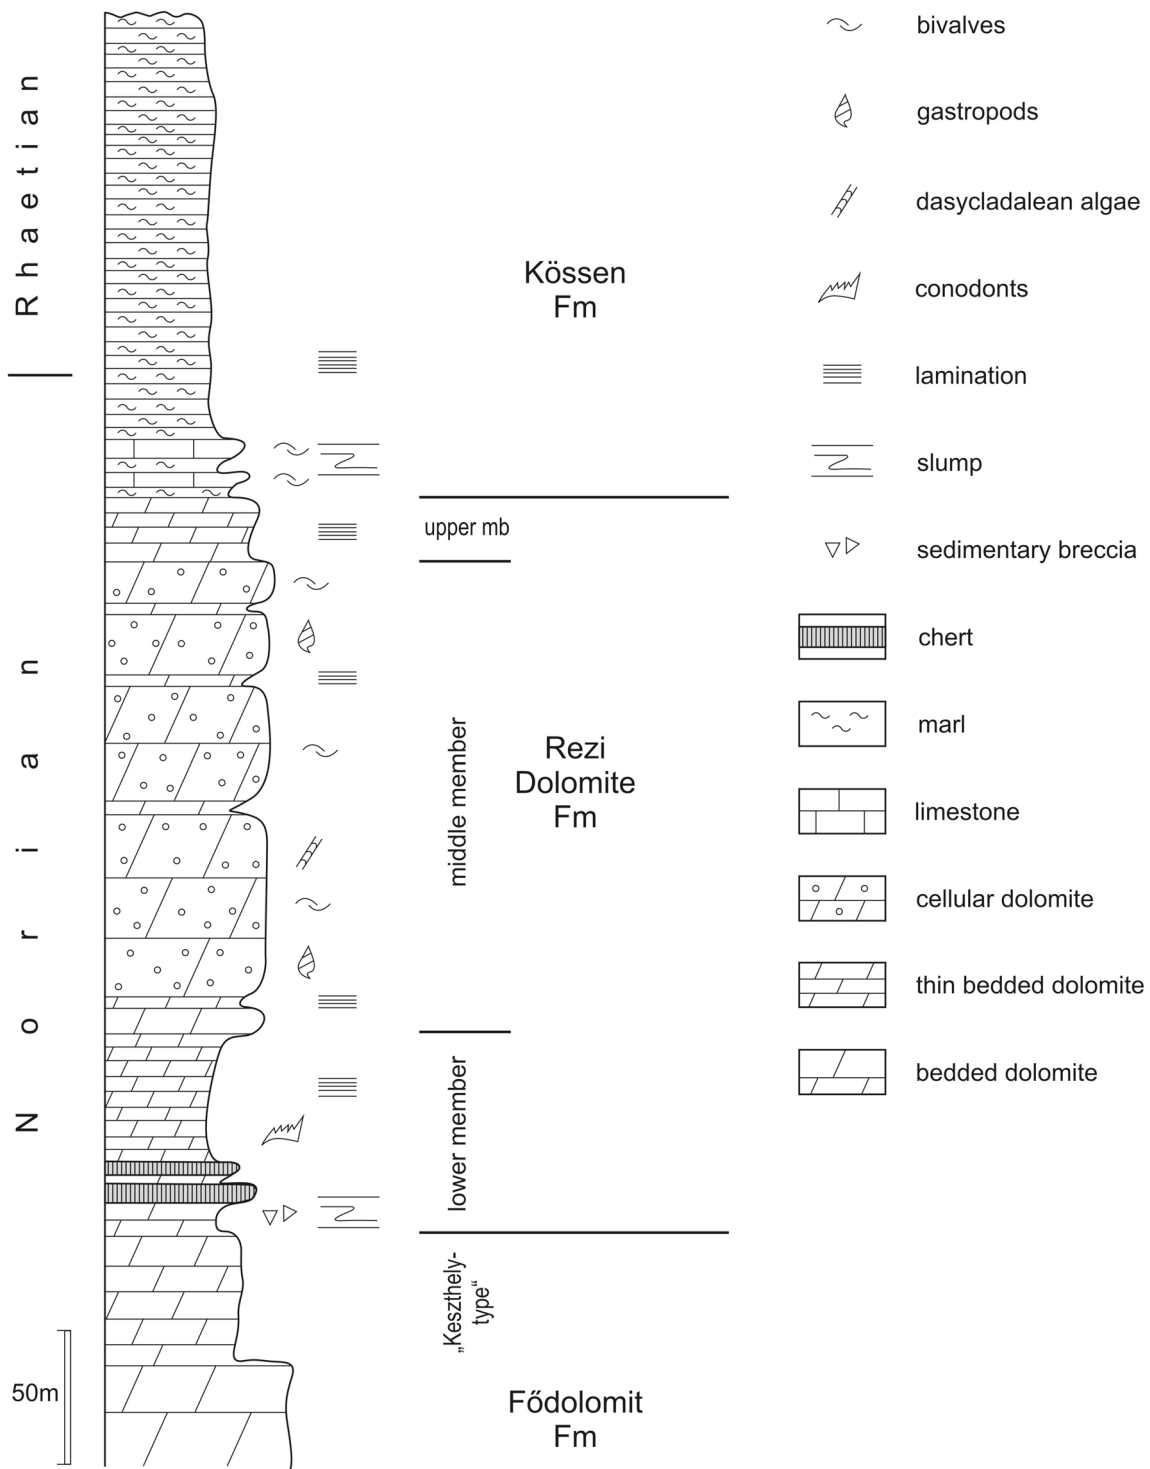 Rhaetian
Norian
50m
Kössen
Fm
upper mb
middle member
Rezi
Dolomite
Fm
lower member
„Keszthely-
type“
Fődolomit
Fm
bivalves
gastropods
dasycladalean algae
conodonts
lamination
slump
sedimentary breccia
chert
marl
limestone
cellular dolomite
thin bedded dolomite
bedded dolomite